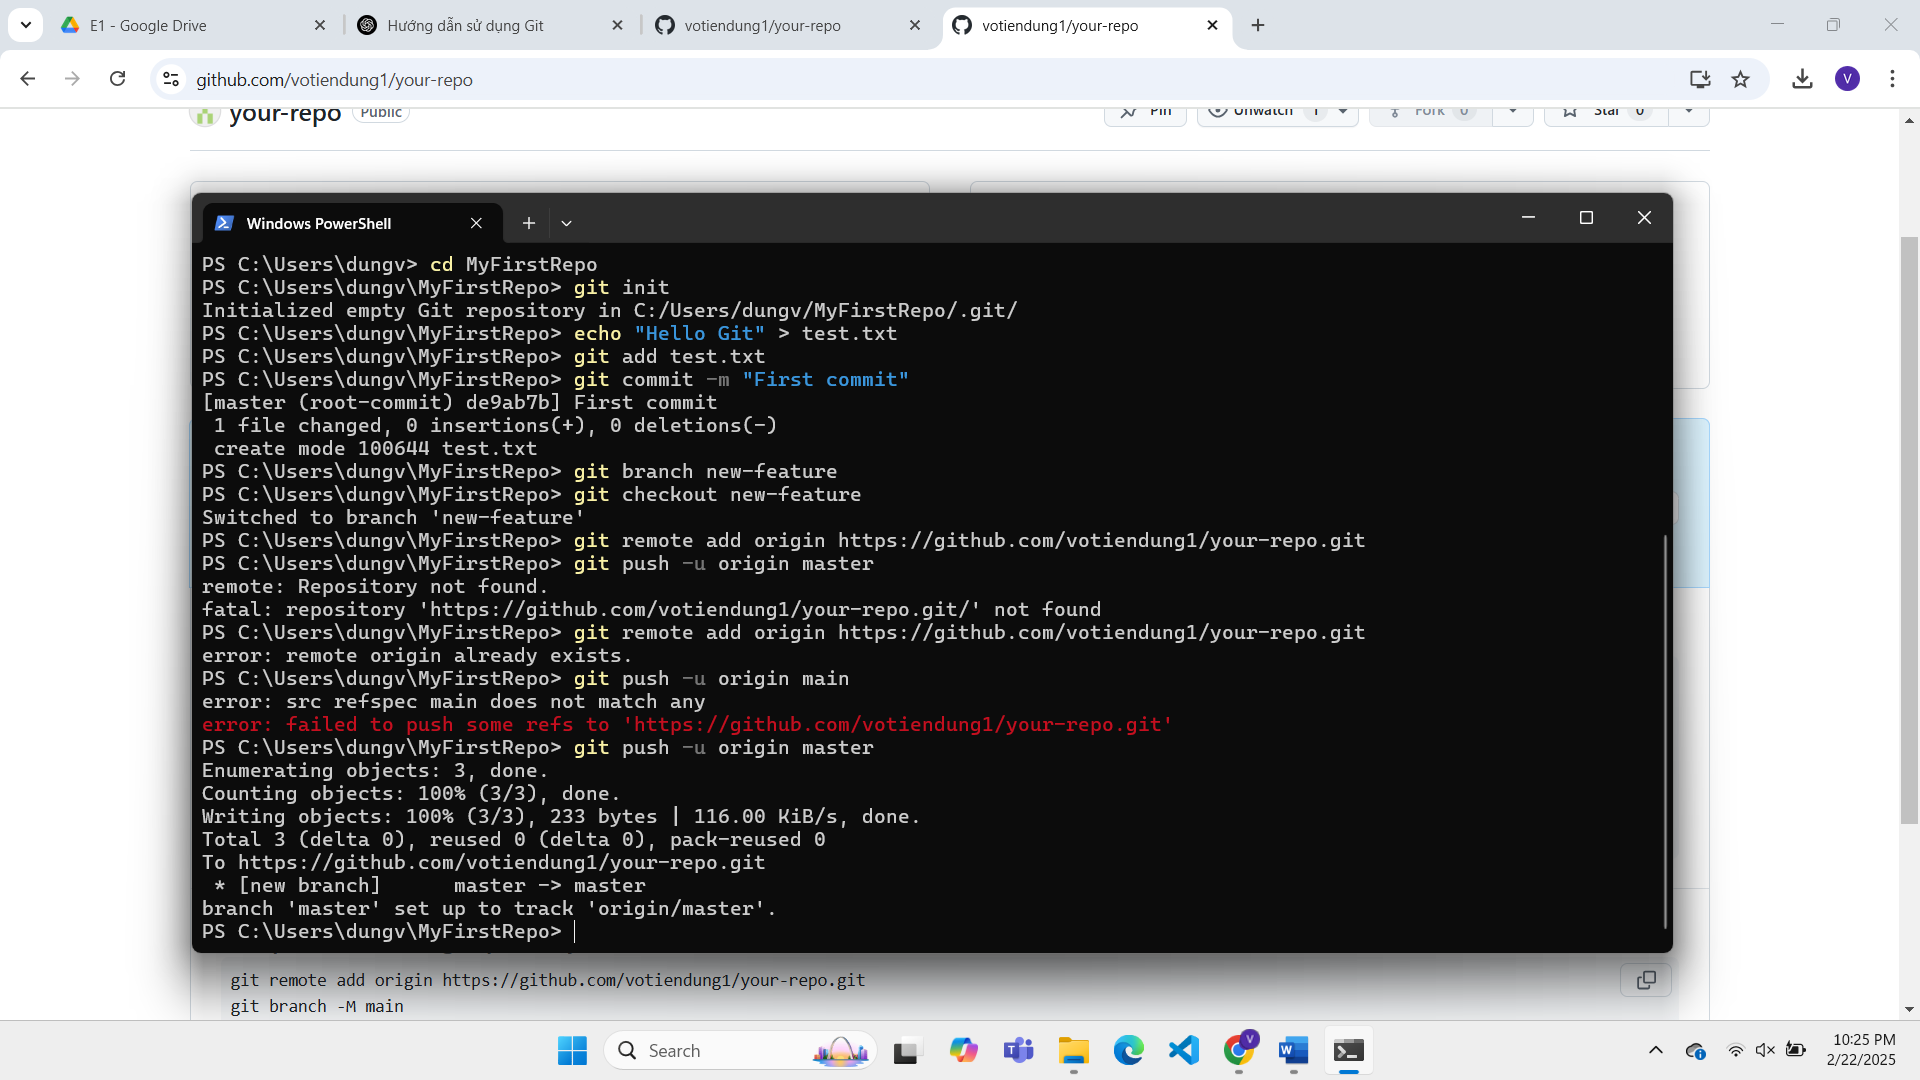 E1 - Google Drive
Hướng dẫn sử dụng Git
votiendung1/your-repo
votiendung1/your-repo
github.com/votiendung1/your-repo
V
your-repo
Public
Pin
Unwatch 1
Fork 0
Star 0
Windows PowerShell
PS C:\Users\dungv> cd MyFirstRepo
PS C:\Users\dungv\MyFirstRepo> git init
Initialized empty Git repository in C:/Users/dungv/MyFirstRepo/.git/
PS C:\Users\dungv\MyFirstRepo> echo "Hello Git" > test.txt
PS C:\Users\dungv\MyFirstRepo> git add test.txt
PS C:\Users\dungv\MyFirstRepo> git commit -m "First commit"
[master (root-commit) de9ab7b] First commit
 1 file changed, 0 insertions(+), 0 deletions(-)
 create mode 100644 test.txt
PS C:\Users\dungv\MyFirstRepo> git branch new-feature
PS C:\Users\dungv\MyFirstRepo> git checkout new-feature
Switched to branch 'new-feature'
PS C:\Users\dungv\MyFirstRepo> git remote add origin https://github.com/votiendung1/your-repo.git
PS C:\Users\dungv\MyFirstRepo> git push -u origin master
remote: Repository not found.
fatal: repository 'https://github.com/votiendung1/your-repo.git/' not found
PS C:\Users\dungv\MyFirstRepo> git remote add origin https://github.com/votiendung1/your-repo.git
error: remote origin already exists.
PS C:\Users\dungv\MyFirstRepo> git push -u origin main
error: src refspec main does not match any
error: failed to push some refs to 'https://github.com/votiendung1/your-repo.git'
PS C:\Users\dungv\MyFirstRepo> git push -u origin master
Enumerating objects: 3, done.
Counting objects: 100% (3/3), done.
Writing objects: 100% (3/3), 233 bytes | 116.00 KiB/s, done.
Total 3 (delta 0), reused 0 (delta 0), pack-reused 0
To https://github.com/votiendung1/your-repo.git
 * [new branch]      master -> master
branch 'master' set up to track 'origin/master'.
PS C:\Users\dungv\MyFirstRepo>
git remote add origin https://github.com/votiendung1/your-repo.git
git branch -M main
Search
V
10:25 PM
2/22/2025